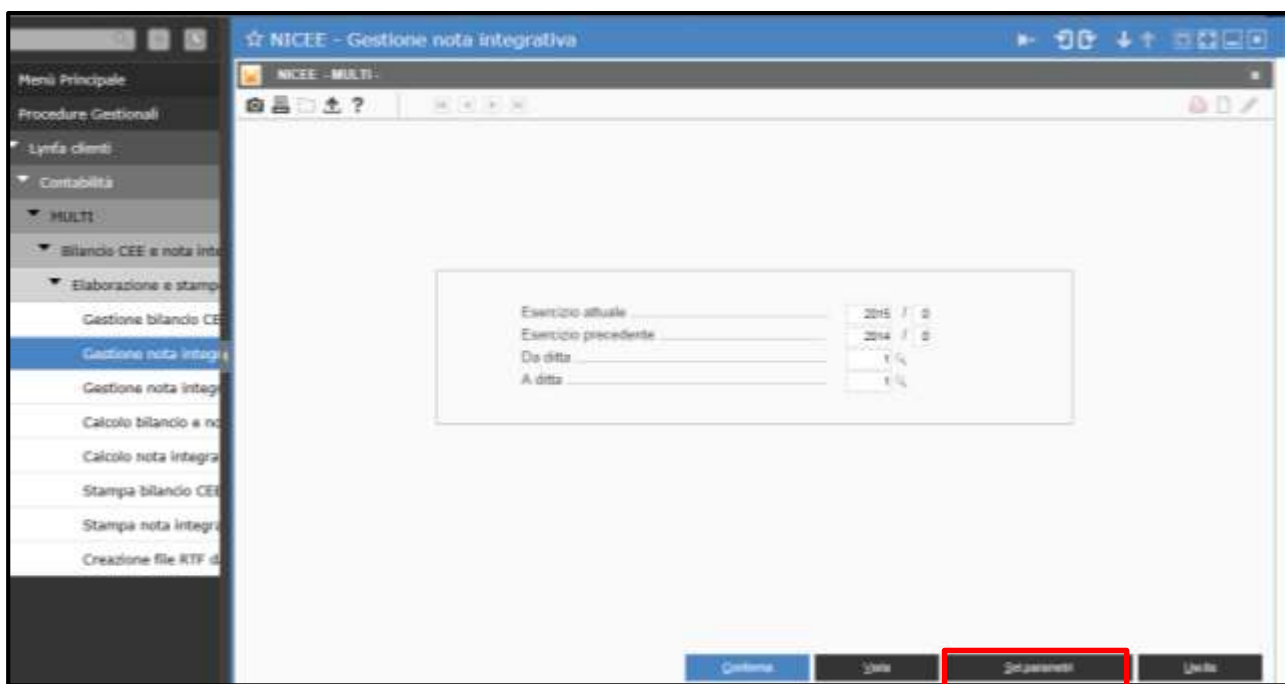 NICEE - Gestione nota integrativa
NICEE -MULTI-
Menù Principale
Procedure Gestionali
Lynfa clienti
Contabilità
MULTI
Bilancio CEE e nota inte
Elaborazione e stamp
Gestione bilancio CE
Gestione nota integr
Gestione nota integr
Calcolo bilancio e no
Calcolo nota integra
Stampa bilancio CEE
Stampa nota integra
Creazione file RTF d
Esercizio attuale 2015 / 0
Esercizio precedente 2014 / 0
Da ditta 1
A ditta 1
Conferma Varia Set parametri Uscita